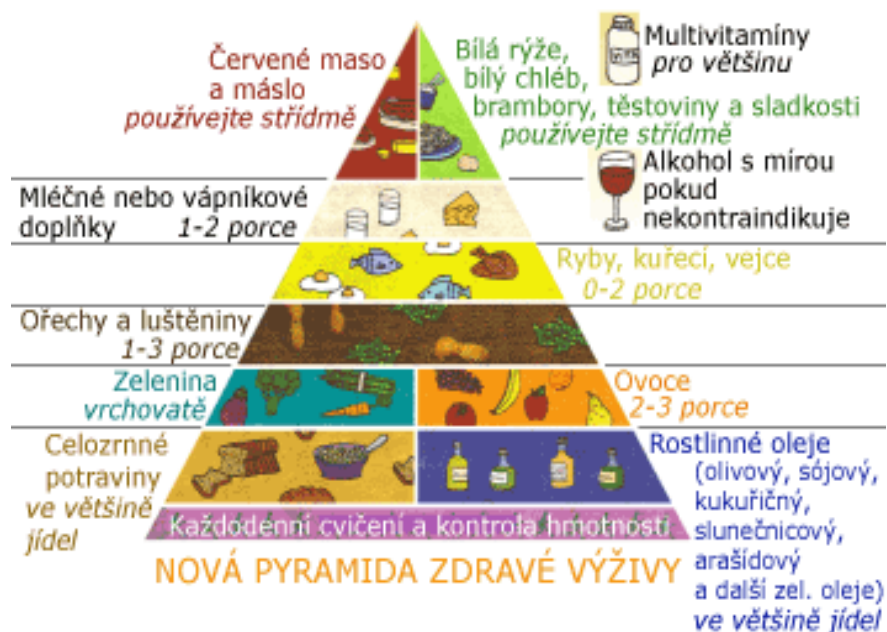 Červené maso
a máslo
používejte střídmě
Bílá rýže,
bílý chléb,
brambory, těstoviny a sladkosti
používejte střídmě
Multivitamíny
pro většinu
Alkohol s mírou
pokud
nekontraindikuje
Mléčné nebo vápníkové
doplňky 1-2 porce
Ryby, kuřecí, vejce
0-2 porce
Ořechy a luštěniny
1-3 porce
Zelenina
vrchovatě
Ovoce
2-3 porce
Celozrnné
potraviny
ve většině
jídel
Rostlinné oleje
(olivový, sójový,
kukuřičný,
slunečnicový,
arašídový
a další zel. oleje)
ve většině jídel
Každodenní cvičení a kontrola hmotnosti
NOVÁ PYRAMIDA ZDRAVÉ VÝŽIVY